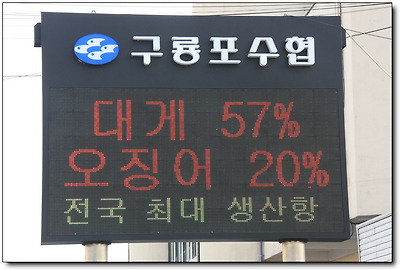 구룡포수협
대게 57%
오징어 20%
전국 최대 생산항